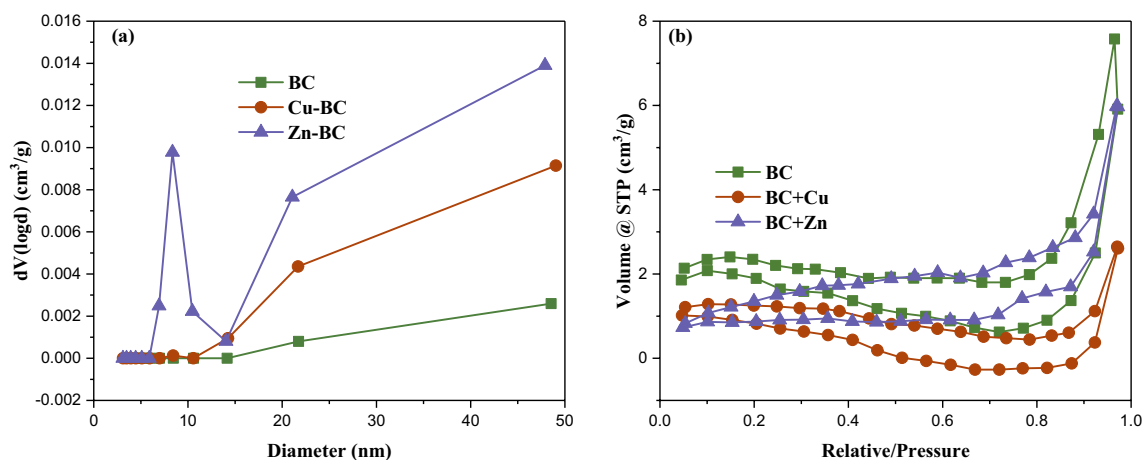 (a)
BC
Cu-BC
Zn-BC
0.016
0.014
0.012
0.010
0.008
0.006
0.004
0.002
0.000
-0.002
dV(logd) (cm³/g)
0 10 20 30 40 50
Diameter (nm)
(b)
BC
BC+Cu
BC+Zn
8
6
4
2
0
Volume @ STP (cm³/g)
0.0 0.2 0.4 0.6 0.8 1.0
Relative/Pressure